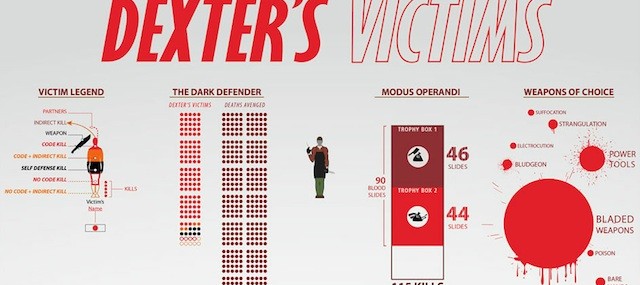 DEXTER'S VICTIMS
VICTIM LEGEND
PARTNERS
INDIRECT KILL
WEAPON
CODE KILL
CODE + INDIRECT KILL
SELF DEFENSE KILL
NO CODE KILL
NO CODE + INDIRECT KILL
KILLS
Victim's
Name
THE DARK DEFENDER
DEXTER'S VICTIMS
DEATHS AVENGED
MODUS OPERANDI
TROPHY BOX 1
46
SLIDES
90
BLOOD
SLIDES
TROPHY BOX 2
44
SLIDES
115 KILLS
WEAPONS OF CHOICE
SUFFOCATION
STRANGULATION
ELECTROCUTION
POWER
TOOLS
BLUDGEON
BLADED
WEAPONS
POISON
BARE